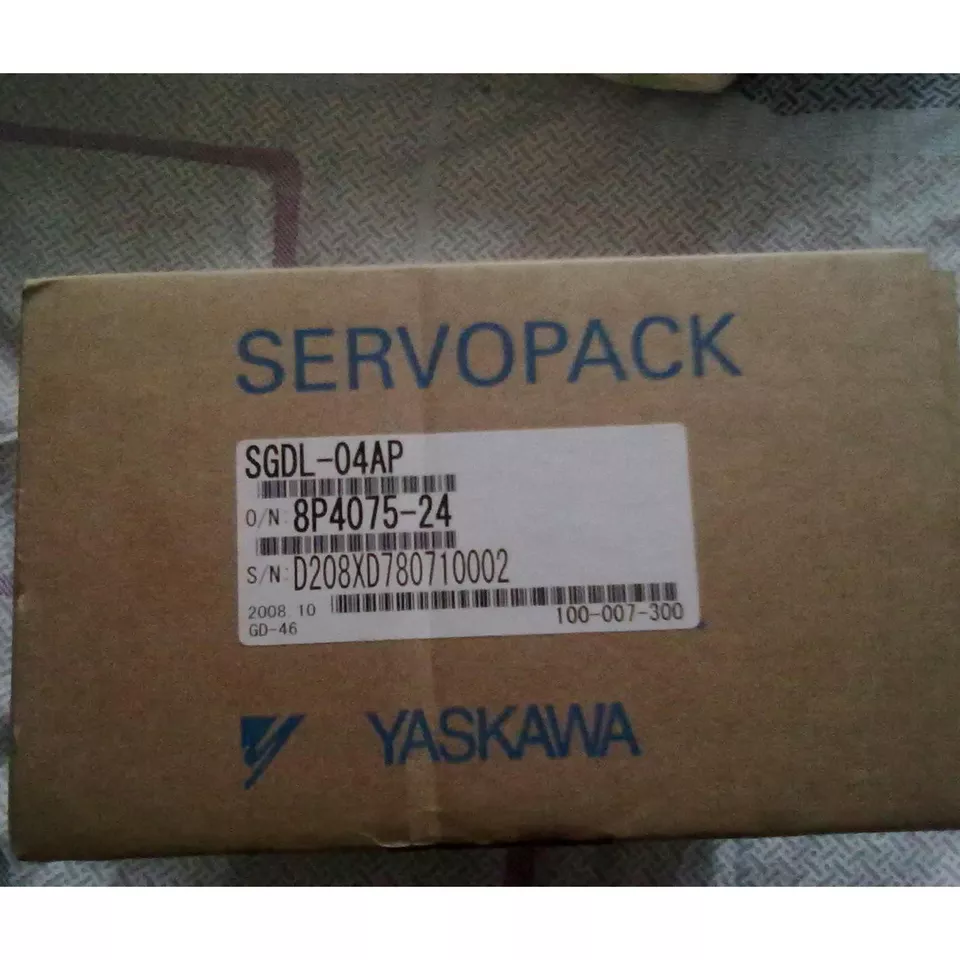 SERVOPACK
SGDL-04AP
O/N: 8P4075-24
S/N: D208XD780710002
2008.10
100-007-300
GD-46
YASKAWA